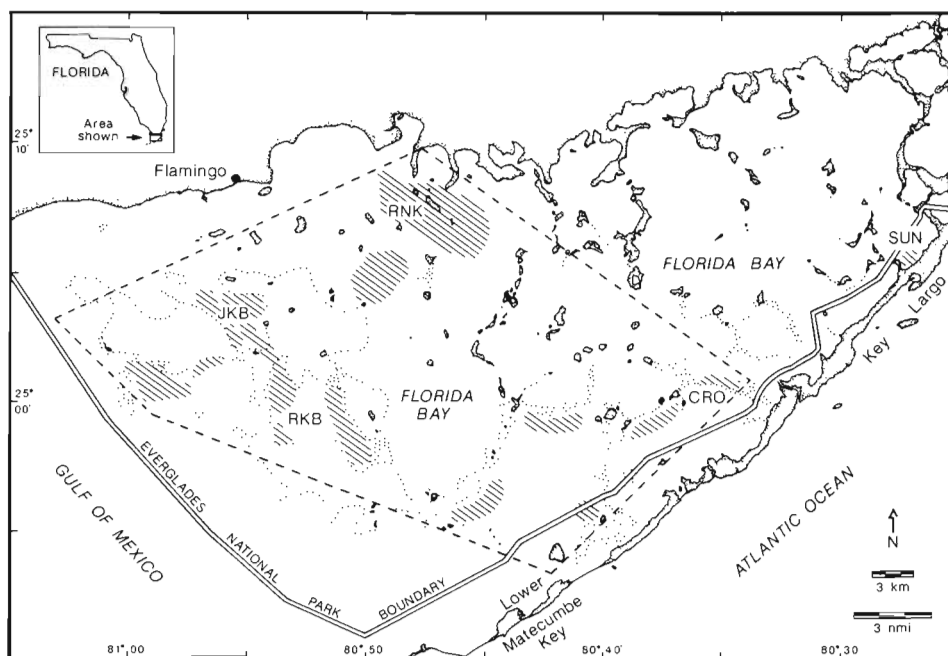 FLORIDA
Area
shown
25°
10'
Flamingo
RNK
SUN
FLORIDA BAY
Key Largo
JKB
25°
00'
FLORIDA
BAY
CRO
RKB
GULF OF MEXICO
EVERGLADES
NATIONAL
PARK
BOUNDARY
ATLANTIC OCEAN
N
3 km
3 nmi
Lower
Matecumbe
Key
81°00
80°50
80°40'
80°30